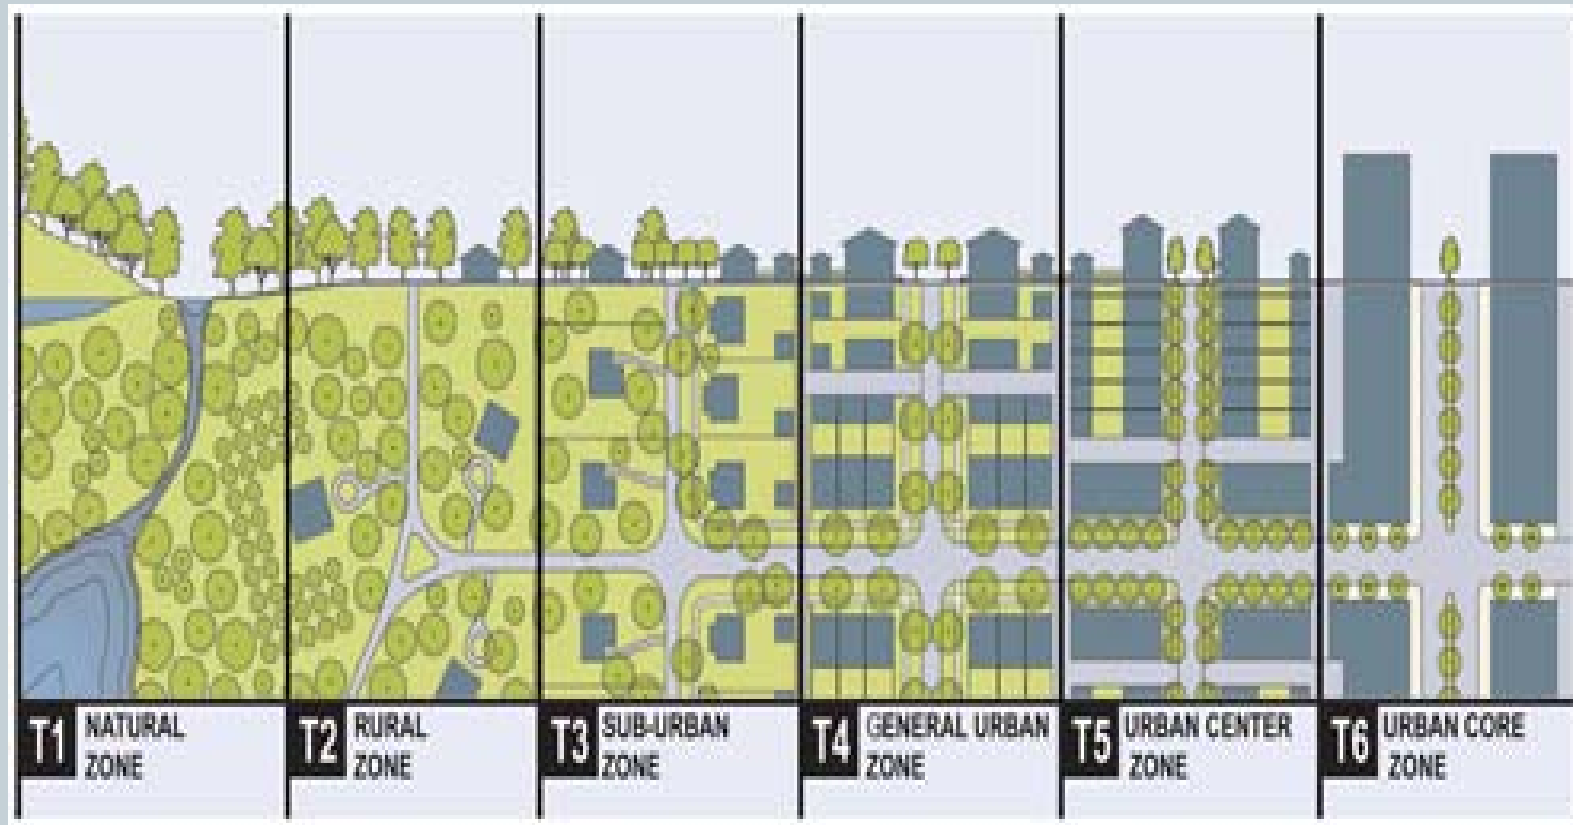 T1 NATURAL
ZONE
T2 RURAL
ZONE
T3 SUB-URBAN
ZONE
T4 GENERAL URBAN
ZONE
T5 URBAN CENTER
ZONE
T6 URBAN CORE
ZONE